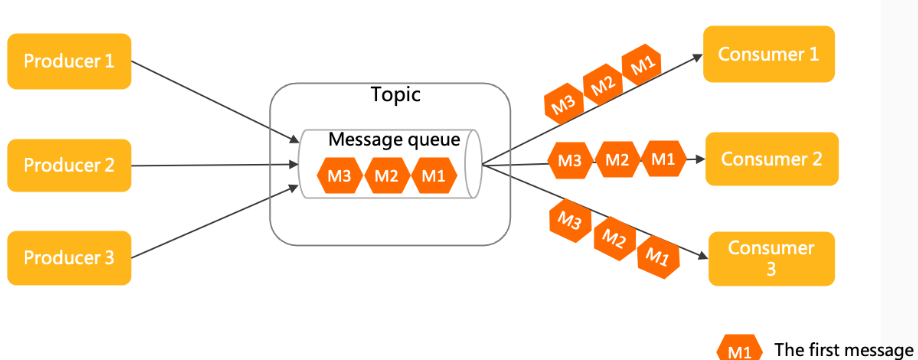 Producer 1
Producer 2
Producer 3
Topic
Message queue
M3 M2 M1
M3 M2 M1
M3 M2 M1
M3 M2 M1
Consumer 1
Consumer 2
Consumer
3
M1 The first message